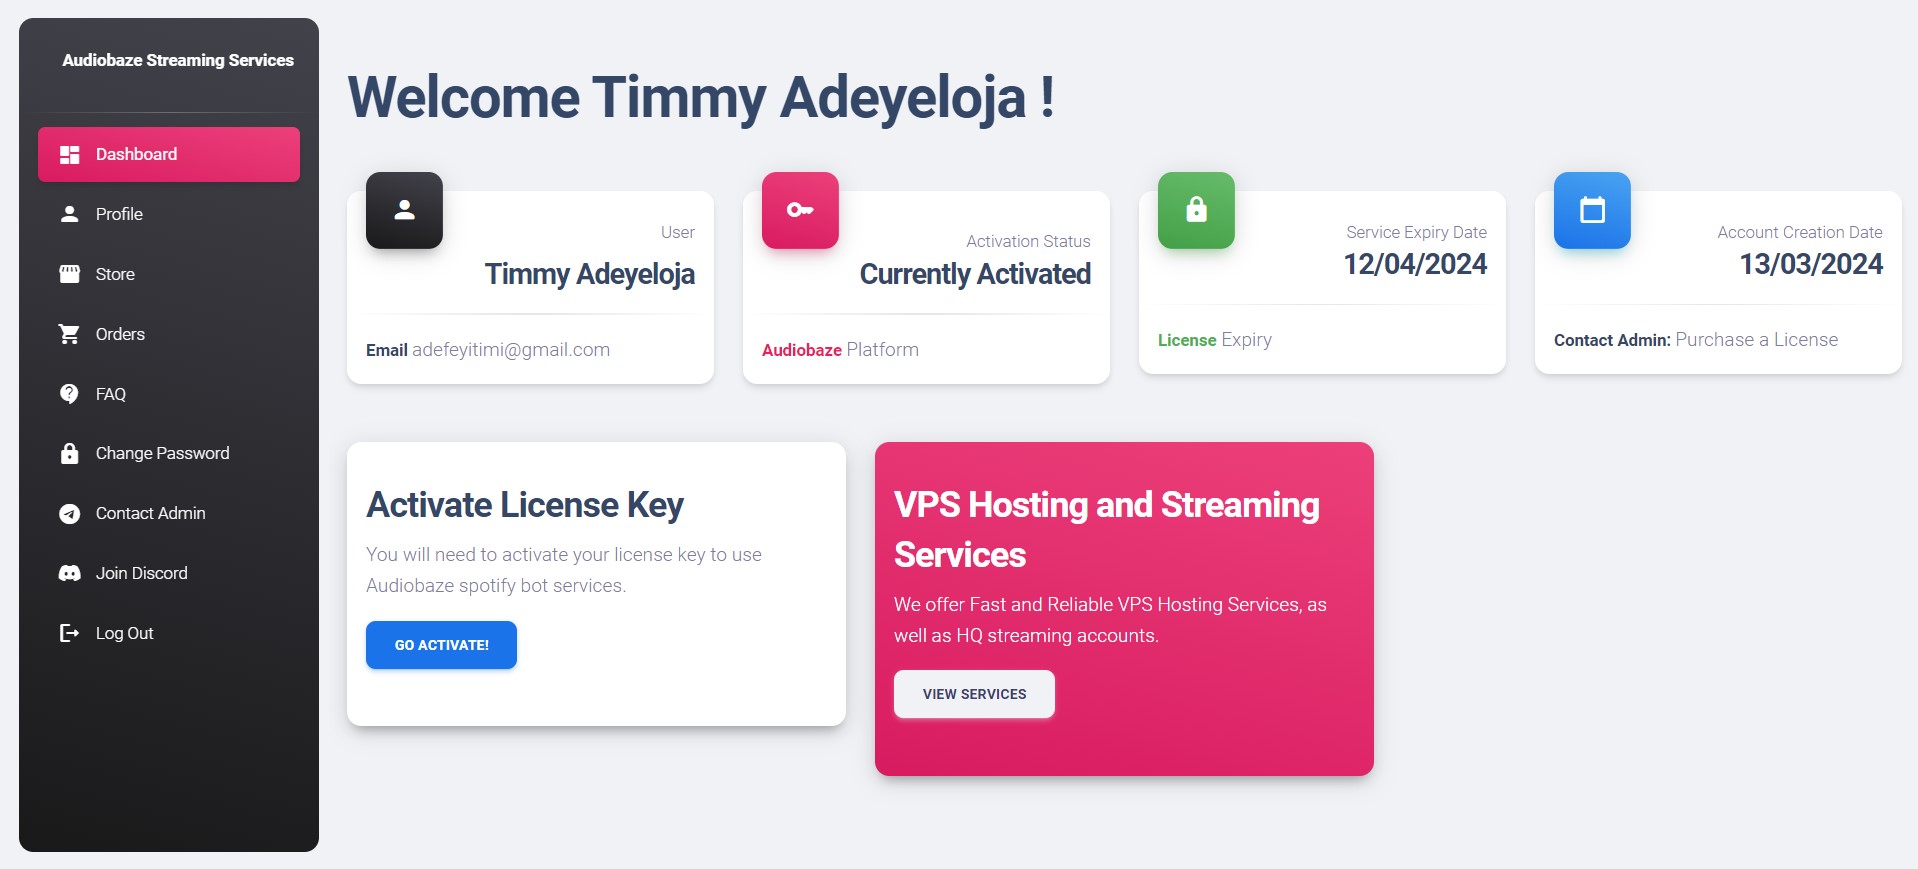 Audiobaze Streaming Services
Dashboard
Profile
Store
Orders
FAQ
Change Password
Contact Admin
Join Discord
Log Out
Welcome Timmy Adeyeloja !
User
Timmy Adeyeloja
Email adefeyitimi@gmail.com
Activation Status
Currently Activated
Audiobaze Platform
Service Expiry Date
12/04/2024
License Expiry
Account Creation Date
13/03/2024
Contact Admin: Purchase a License
Activate License Key
You will need to activate your license key to use
Audiobaze spotify bot services.
GO ACTIVATE!
VPS Hosting and Streaming
Services
We offer Fast and Reliable VPS Hosting Services, as
well as HQ streaming accounts.
VIEW SERVICES